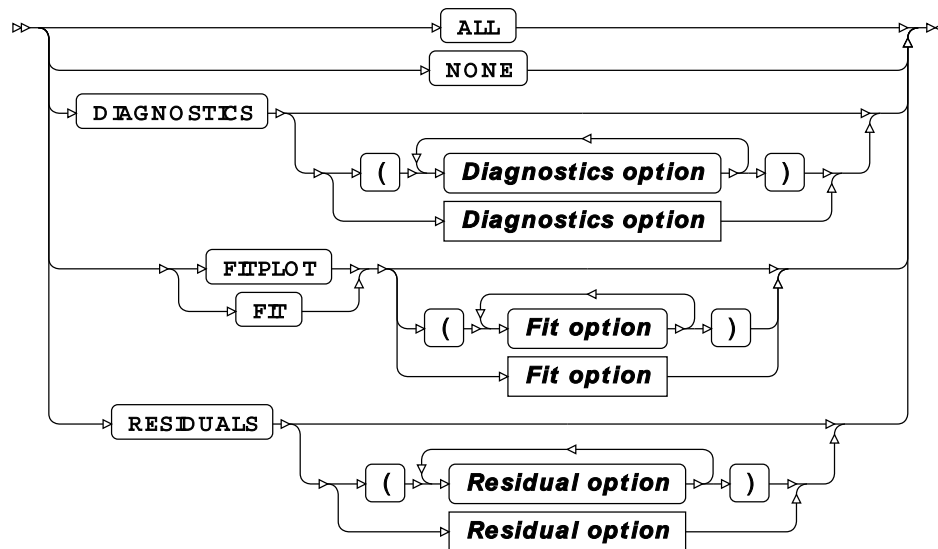 ALL
NONE
DIAGNOSTICS
( Diagnostics option )
Diagnostics option
FITPLOT
FIT
( Fit option )
Fit option
RESIDUALS
( Residual option )
Residual option